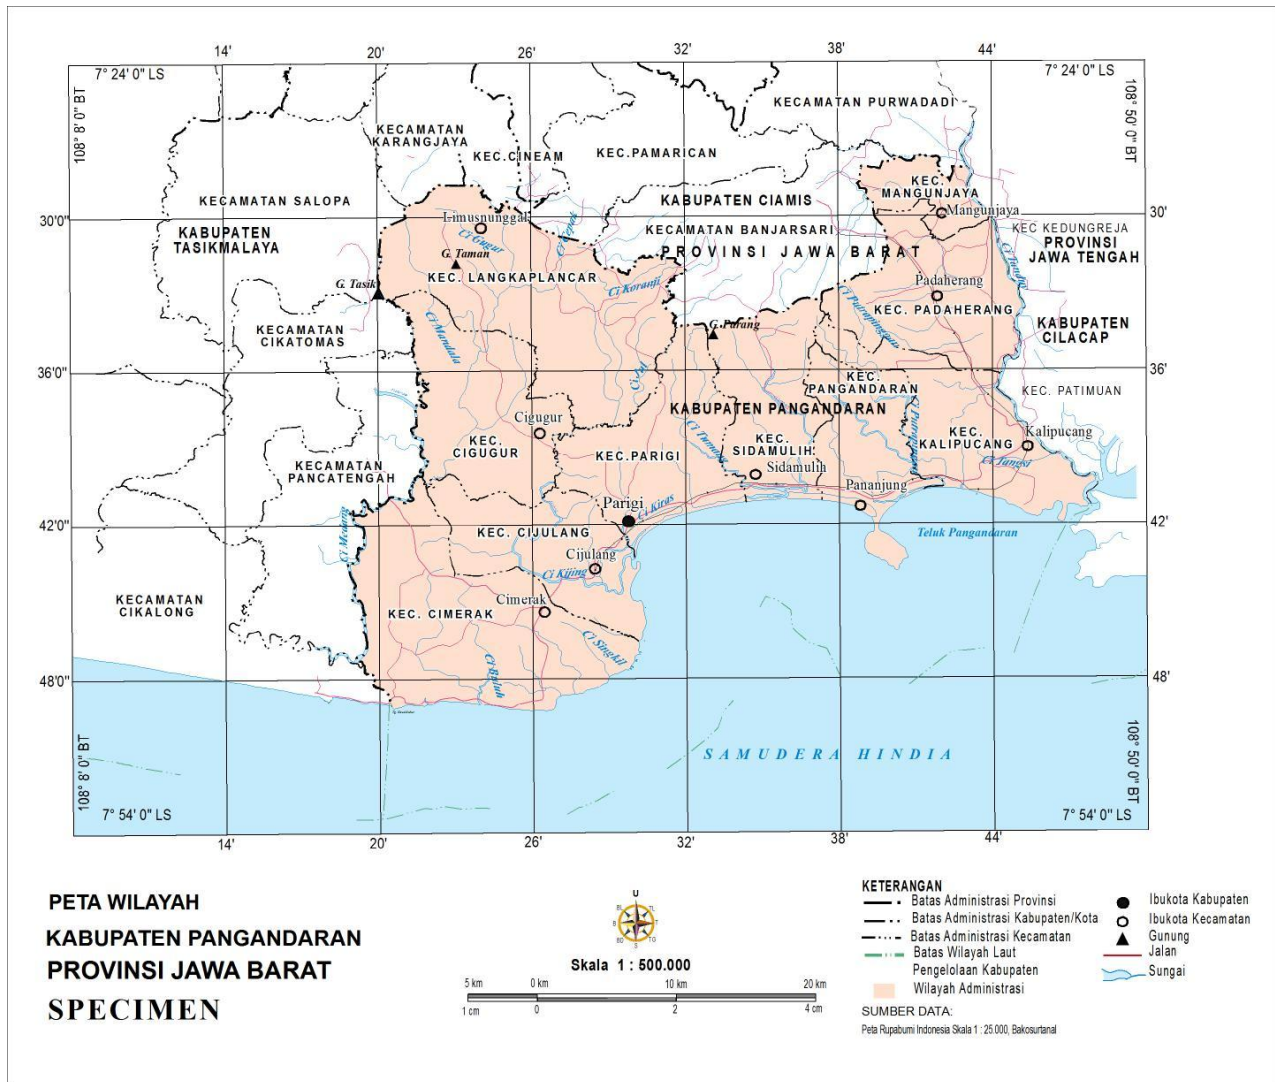 14'
20'
26'
32'
38'
44'
7° 24' 0" LS
7° 24' 0" LS
108° 8' 0" BT
108° 50' 0" BT
KECAMATAN PURWADADI
KECAMATAN
KARANGJAYA
KEC.CINEAM
KEC.PAMARICAN
KEC.
MANGUNJAYA
KECAMATAN SALOPA
KABUPATEN CIAMIS
Mangunjaya
30'0"
30'
Limusnunggal
KABUPATEN
TASIKMALAYA
KECAMATAN BANJARSARI
KEC KEDUNGREJA
PROVINSI
JAWA TENGAH
Ci Gugur
PROVINSI JAWA BARAT
G. Taman
KEC. LANGKAPLANCAR
G. Tasik
Ci Koranji
Padaherang
KEC. PADAHERANG
KECAMATAN
CIKATOMAS
Ci Mandala
G. Parang
KABUPATEN
CILACAP
36'0"
36'
KEC.
PANGANDARAN
KEC. PATIMUAN
KABUPATEN PANGANDARAN
Cigugur
KEC.
CIGUGUR
KEC.PARIGI
KEC.
SIDAMULIH
Sidamulih
KEC.
KALIPUCANG
Kalipucang
Ci Tangsi
KECAMATAN
PANCATENGAH
Pananjung
Parigi
Ci Kiras
42'0"
42'
Ci Medang
KEC. CIJULANG
Teluk Pangandaran
Cijulang
Ci Kijing
KECAMATAN
CIKALONG
Cimerak
KEC. CIMERAK
Ci Singkil
48'0"
48'
SAMUDERA HINDIA
108° 8' 0" BT
108° 50' 0" BT
7° 54' 0" LS
7° 54' 0" LS
14'
20'
26'
32'
38'
44'
PETA WILAYAH
KABUPATEN PANGANDARAN
PROVINSI JAWA BARAT
SPECIMEN
U
BL
TL
B
T
BD
TG
S
Skala 1 : 500.000
5 km 0 km 10 km 20 km
1 cm 0 2 4 cm
KETERANGAN
Batas Administrasi Provinsi
Batas Administrasi Kabupaten/Kota
Batas Administrasi Kecamatan
Batas Wilayah Laut
Pengelolaan Kabupaten
Wilayah Administrasi
Ibukota Kabupaten
Ibukota Kecamatan
Gunung
Jalan
Sungai
SUMBER DATA:
Peta Rupabumi Indonesia Skala 1 : 25.000, Bakosurtanal